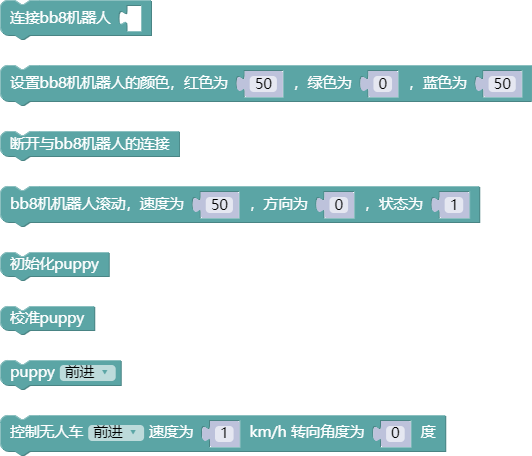 连接bb8机器人
设置bb8机机器人的颜色，红色为 50 ，绿色为 0 ，蓝色为 50
断开与bb8机器人的连接
bb8机机器人滚动，速度为 50 ，方向为 0 ，状态为 1
初始化puppy
校准puppy
puppy 前进
控制无人车 前进 速度为 1 km/h 转向角度为 0 度